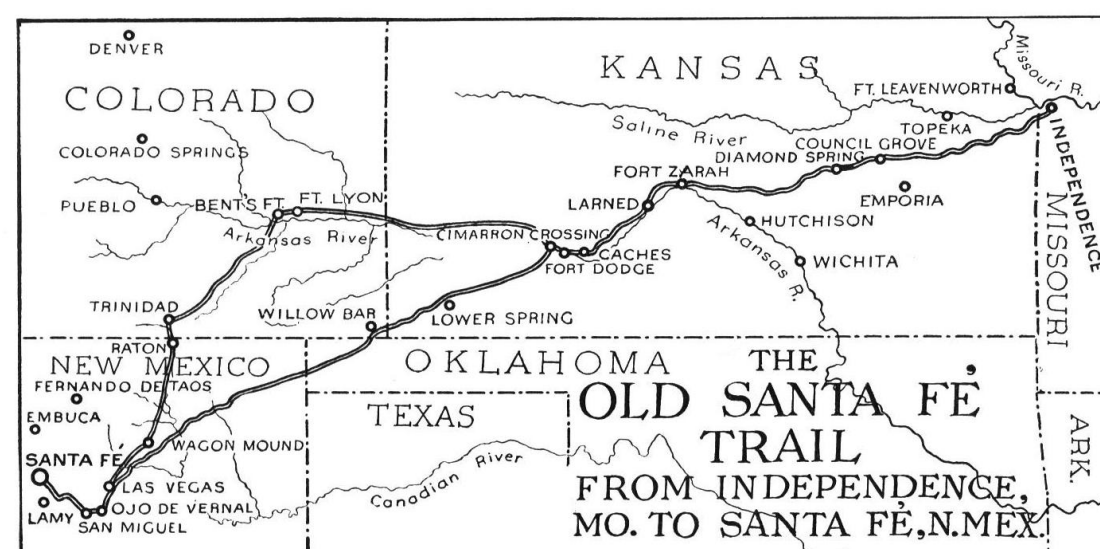 DENVER
COLORADO
KANSAS
Missouri R.
FT. LEAVENWORTH
Saline River
TOPEKA
COLORADO SPRINGS
COUNCIL GROVE
DIAMOND SPRING
INDEPENDENCE
FORT ZARAH
EMPORIA
MISSOURI
PUEBLO
BENT'S FT.
FT. LYON
LARNED
HUTCHISON
Arkansas River
CIMARRON CROSSING
Arkansas R.
CACHES
FORT DODGE
WICHITA
TRINIDAD
WILLOW BAR
LOWER SPRING
RATON
NEW MEXICO
OKLAHOMA
FERNANDO DE TAOS
EMBUCA
TEXAS
ARK.
WAGON MOUND
SANTA FÉ
Canadian River
LAS VEGAS
OJO DE VERNAL
LAMY
SAN MIGUEL
THE
OLD SANTA FÉ
TRAIL
FROM INDEPENDENCE,
MO. TO SANTA FÉ, N. MEX.